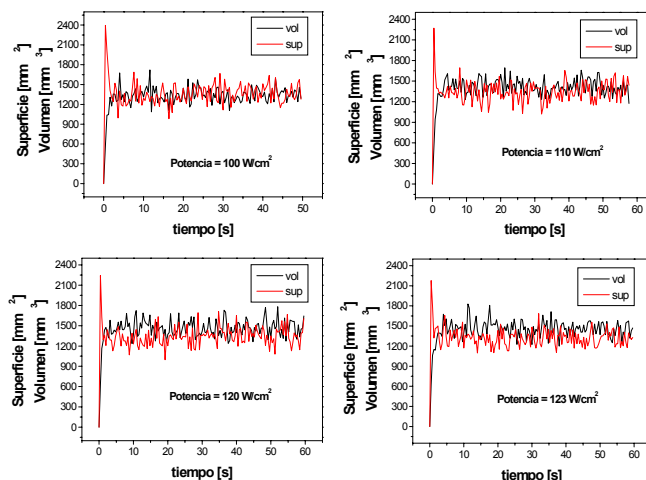 2400
2100
1800
1500
1200
900
600
300
0
Superficie [mm²]
Volumen [mm³]
vol
sup
Potencia = 100 W/cm²
0 10 20 30 40 50
tiempo [s]
2400
2100
1800
1500
1200
900
600
300
0
Superficie [mm²]
Volumen [mm³]
vol
sup
Potencia = 110 W/cm²
0 10 20 30 40 50 60
tiempo [s]
2400
2100
1800
1500
1200
900
600
300
0
Superficie [mm²]
Volumen [mm³]
vol
sup
Potencia = 120 W/cm²
0 10 20 30 40 50 60
tiempo [s]
2400
2100
1800
1500
1200
900
600
300
0
Superficie [mm²]
Volumen [mm³]
vol
sup
Potencia = 123 W/cm²
0 10 20 30 40 50 60
tiempo [s]